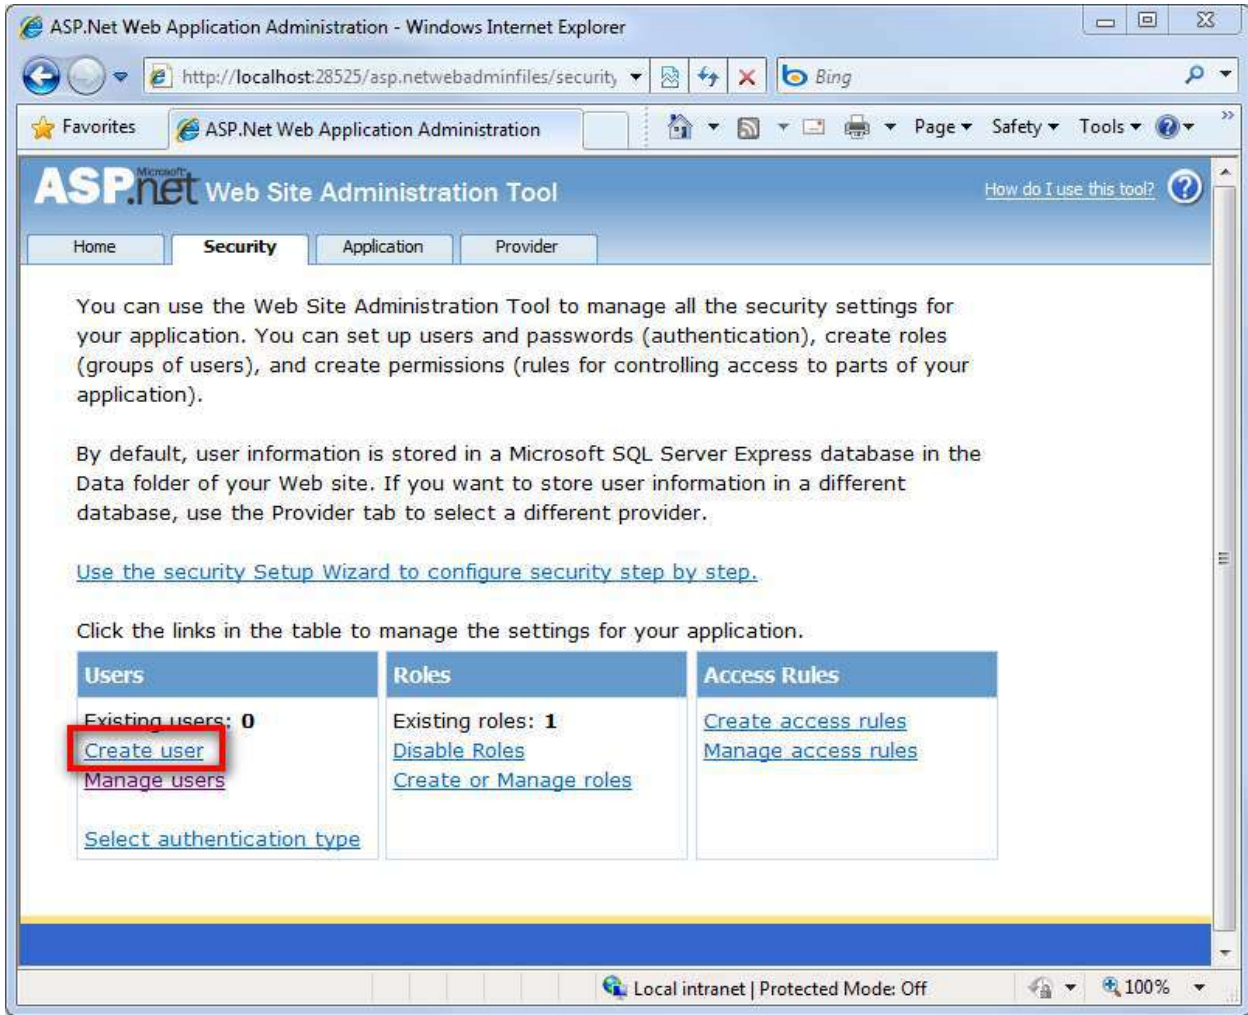 ASP.Net Web Application Administration - Windows Internet Explorer
http://localhost:28525/asp.netwebadminfiles/security
Bing
Favorites
ASP.Net Web Application Administration
Page
Safety
Tools
ASP.net Microsoft Web Site Administration Tool
How do I use this tool?
Home
Security
Application
Provider
You can use the Web Site Administration Tool to manage all the security settings for
your application. You can set up users and passwords (authentication), create roles
(groups of users), and create permissions (rules for controlling access to parts of your
application).
By default, user information is stored in a Microsoft SQL Server Express database in the
Data folder of your Web site. If you want to store user information in a different
database, use the Provider tab to select a different provider.
Use the security Setup Wizard to configure security step by step.
Click the links in the table to manage the settings for your application.
Users
Existing users: 0
Create user
Manage users
Select authentication type
Roles
Existing roles: 1
Disable Roles
Create or Manage roles
Access Rules
Create access rules
Manage access rules
Local intranet | Protected Mode: Off
100%